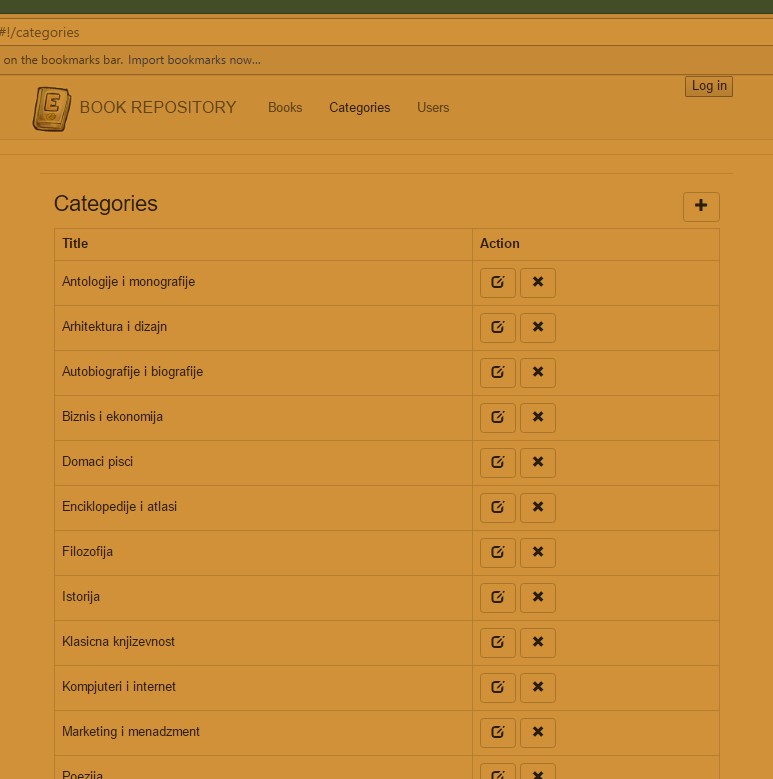 #!/categories
on the bookmarks bar. Import bookmarks now...
Log in
E BOOK REPOSITORY Books Categories Users
Categories
Title Action
Antologije i monografije
Arhitektura i dizajn
Autobiografije i biografije
Biznis i ekonomija
Domaci pisci
Enciklopedije i atlasi
Filozofija
Istorija
Klasicna knjizevnost
Kompjuteri i internet
Marketing i menadzment
Poezija